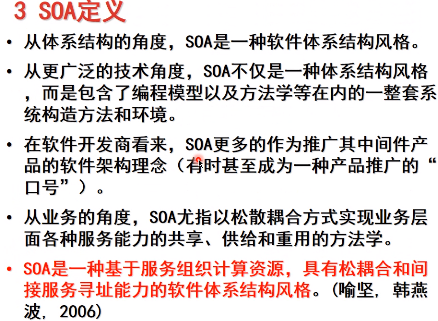 3 SOA定义
• 从体系结构的角度，SOA是一种软件体系结构风格。
• 从更广泛的技术角度，SOA不仅是一种体系结构风格
，而是包含了编程模型以及方法学等在内的一整套系
统构造方法和环境。
• 在软件开发商看来，SOA更多的作为推广其中间件产
品的软件架构理念（有时甚至成为一种产品推广的“
口号”）。
• 从业务的角度，SOA尤指以松散耦合方式实现业务层
面各种服务能力的共享、供给和重用的方法学。
• SOA是一种基于服务组织计算资源，具有松耦合和间
接服务寻址能力的软件体系结构风格。(喻坚, 韩燕
波, 2006)